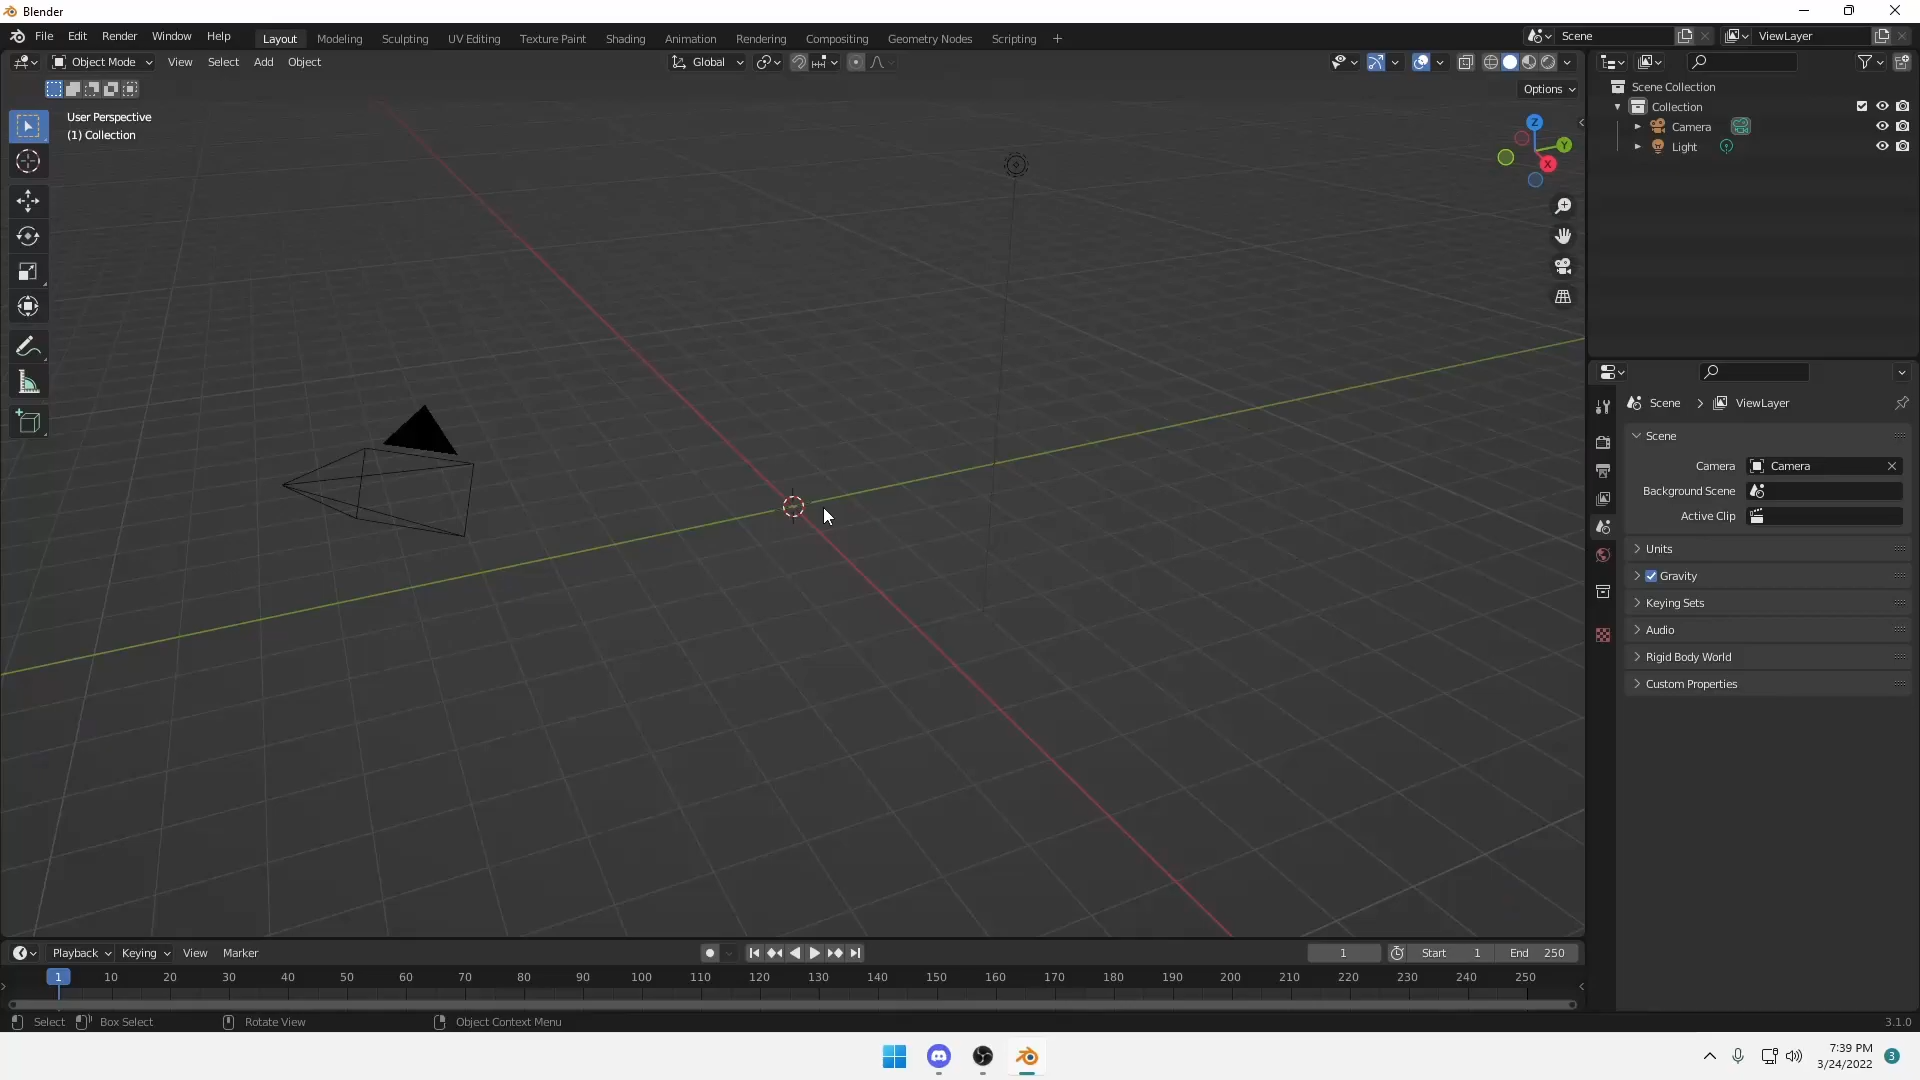 Blender
File Edit Render Window Help Layout Modeling Sculpting UV Editing Texture Paint Shading Animation Rendering Compositing Geometry Nodes Scripting + Scene ViewLayer
Object Mode View Select Add Object Global
Options
User Perspective
(1) Collection
Z
Y
X
Scene Collection
Collection
Camera
Light
Scene > ViewLayer
Scene
Camera Camera
Background Scene
Active Clip
Units
Gravity
Keying Sets
Audio
Rigid Body World
Custom Properties
Playback Keying View Marker 1 Start 1 End 250
1 10 20 30 40 50 60 70 80 90 100 110 120 130 140 150 160 170 180 190 200 210 220 230 240 250
Select Box Select Rotate View Object Context Menu 3.1.0
7:39 PM
3/24/2022
3